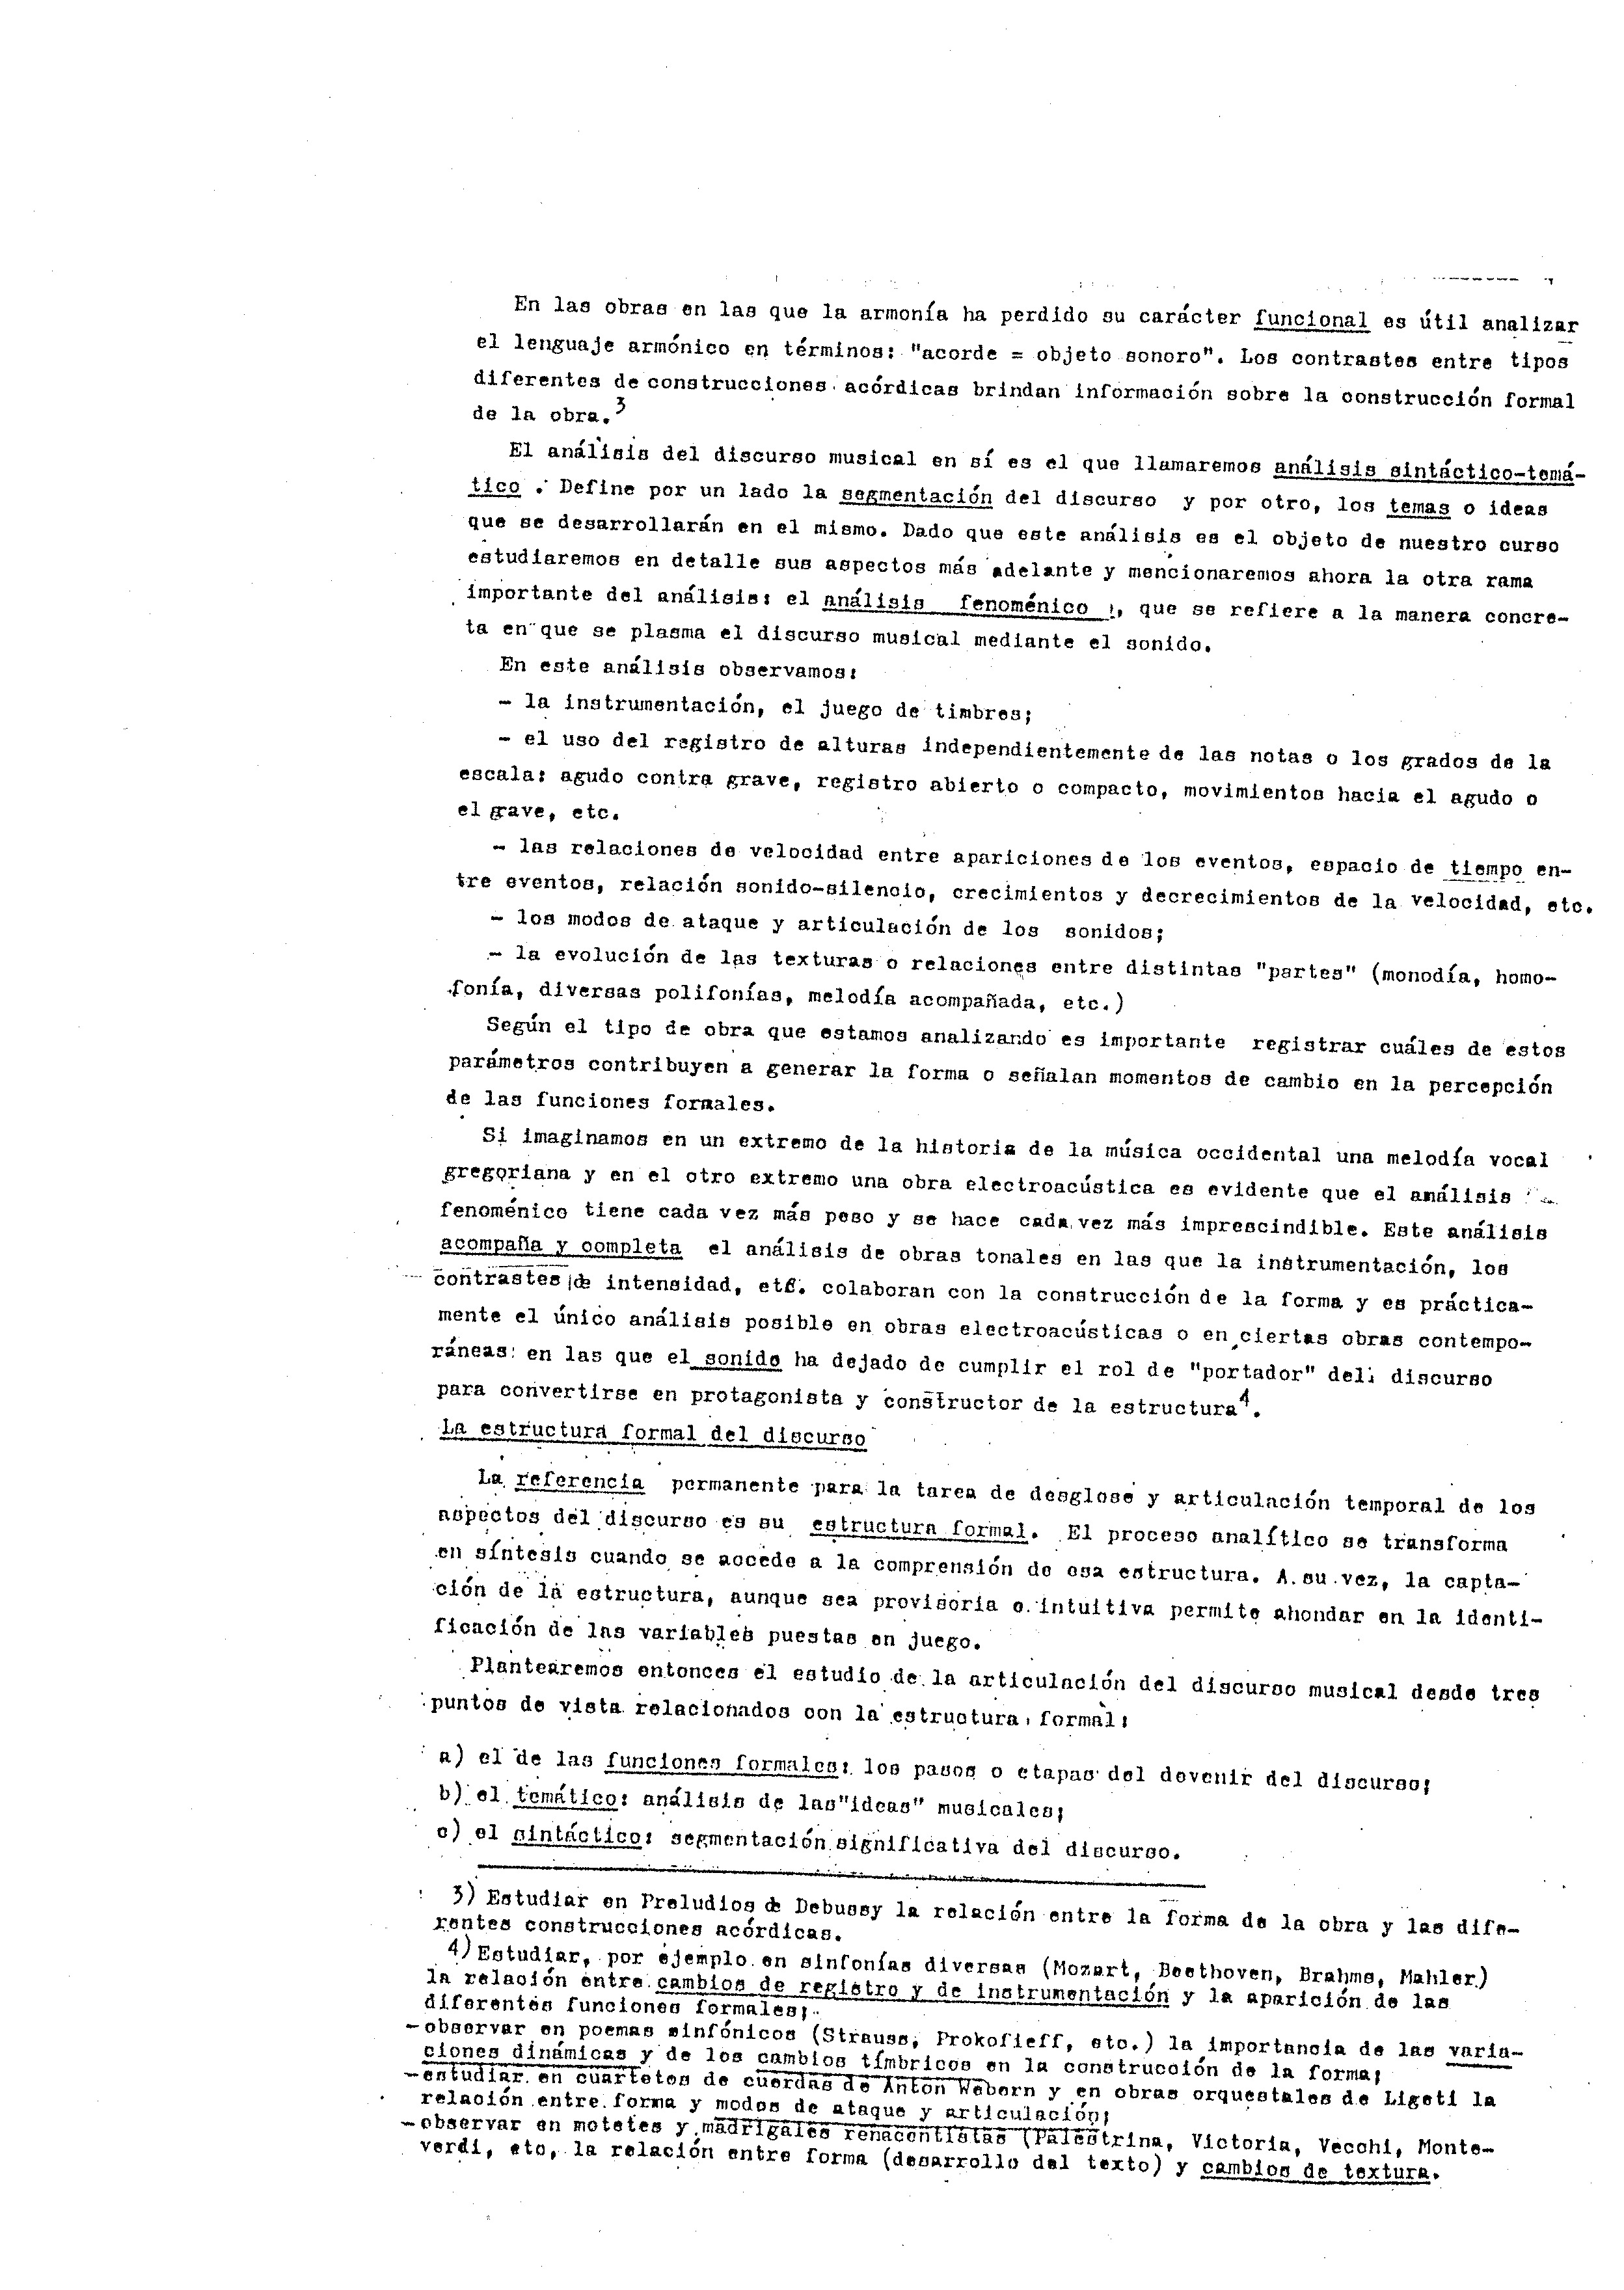 En las obras en las que la armonía ha perdido su carácter funcional es útil analizar
el lenguaje armónico en términos: "acorde = objeto sonoro". Los contrastes entre tipos
diferentes de construcciones acórdicas brindan información sobre la construcción formal
de la obra.3
El análisis del discurso musical en sí es el que llamaremos análisis sintáctico-temá-
tico . Define por un lado la segmentación del discurso y por otro, los temas o ideas
que se desarrollarán en el mismo. Dado que este análisis es el objeto de nuestro curso
estudiaremos en detalle sus aspectos más adelante y mencionaremos ahora la otra rama
importante del análisis: el análisis fenoménico , que se refiere a la manera concre-
ta en que se plasma el discurso musical mediante el sonido.
En este análisis observamos:
- la instrumentación, el juego de timbres;
- el uso del registro de alturas independientemente de las notas o los grados de la
escala: agudo contra grave, registro abierto o compacto, movimientos hacia el agudo o
el grave, etc.
- las relaciones de velocidad entre apariciones de los eventos, espacio de tiempo en-
tre eventos, relación sonido-silencio, crecimientos y decrecimientos de la velocidad, etc.
- los modos de ataque y articulación de los sonidos;
- la evolución de las texturas o relaciones entre distintas "partes" (monodía, homo-
fonía, diversas polifonías, melodía acompañada, etc.)
Según el tipo de obra que estamos analizando es importante registrar cuáles de estos
parámetros contribuyen a generar la forma o señalan momentos de cambio en la percepción
de las funciones formales.
Si imaginamos en un extremo de la historia de la música occidental una melodía vocal
gregoriana y en el otro extremo una obra electroacústica es evidente que el análisis
fenoménico tiene cada vez más peso y se hace cada vez más imprescindible. Este análisis
acompaña y completa el análisis de obras tonales en las que la instrumentación, los
contrastes de intensidad, etc. colaboran con la construcción de la forma y es práctica-
mente el único análisis posible en obras electroacústicas o en ciertas obras contempo-
ráneas en las que el sonido ha dejado de cumplir el rol de "portador" del discurso
para convertirse en protagonista y constructor de la estructura4.
La estructura formal del discurso
La referencia permanente para la tarea de desglose y articulación temporal de los
aspectos del discurso es su estructura formal. El proceso analítico se transforma
en síntesis cuando se accede a la comprensión de esa estructura. A su vez, la capta-
ción de la estructura, aunque sea provisoria o intuitiva permite ahondar en la identi-
ficación de las variables puestas en juego.
Plantearemos entonces el estudio de la articulación del discurso musical desde tres
puntos de vista relacionados con la estructura formal:
a) el de las funciones formales: los pasos o etapas del devenir del discurso;
b) el temático: análisis de las "ideas" musicales;
c) el sintáctico: segmentación significativa del discurso.
3) Estudiar en Preludios de Debussy la relación entre la forma de la obra y las dife-
rentes construcciones acórdicas.
4) Estudiar, por ejemplo en sinfonías diversas (Mozart, Beethoven, Brahms, Mahler)
la relación entre cambios de registro y de instrumentación y la aparición de las
diferentes funciones formales;
-observar en poemas sinfónicos (Strauss, Prokofieff, etc.) la importancia de las varia-
ciones dinámicas y de los cambios tímbricos en la construcción de la forma;
-estudiar en cuartetos de cuerdas de Anton Webern y en obras orquestales de Ligeti la
relación entre forma y modos de ataque y articulación;
-observar en motetes y madrigales renacentistas (Palestrina, Victoria, Vecchi, Monte-
verdi, etc, la relación entre forma (desarrollo del texto) y cambios de textura.